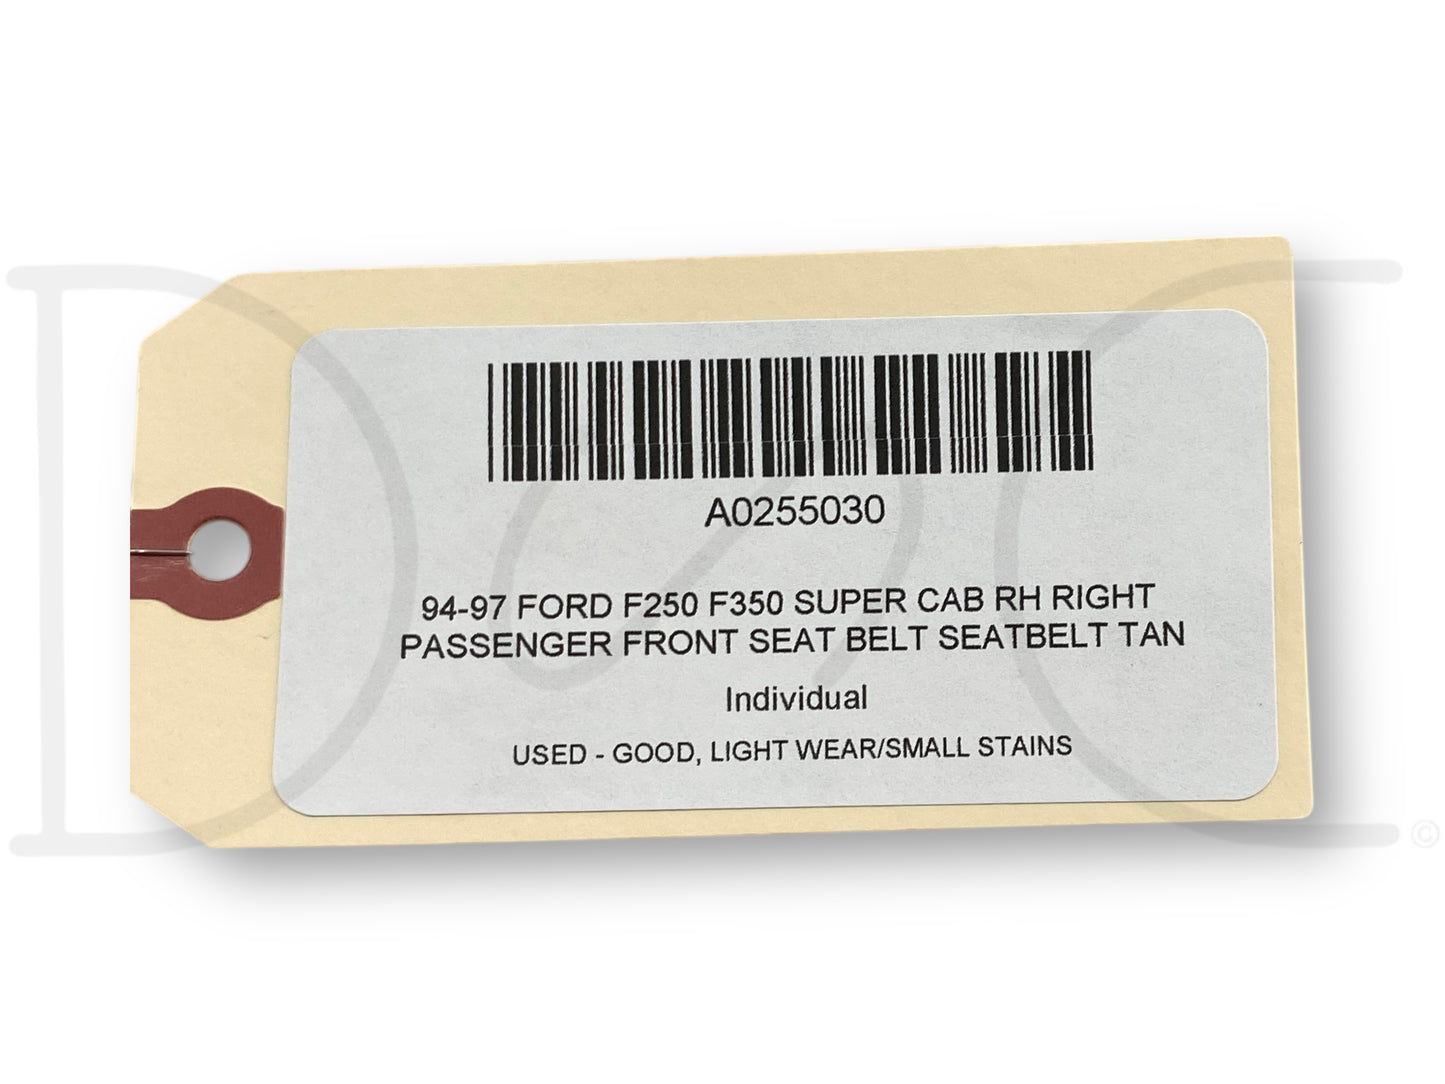 A0255030
94-97 FORD F250 F350 SUPER CAB RH RIGHT
PASSENGER FRONT SEAT BELT SEATBELT TAN
Individual
USED - GOOD, LIGHT WEAR/SMALL STAINS
©